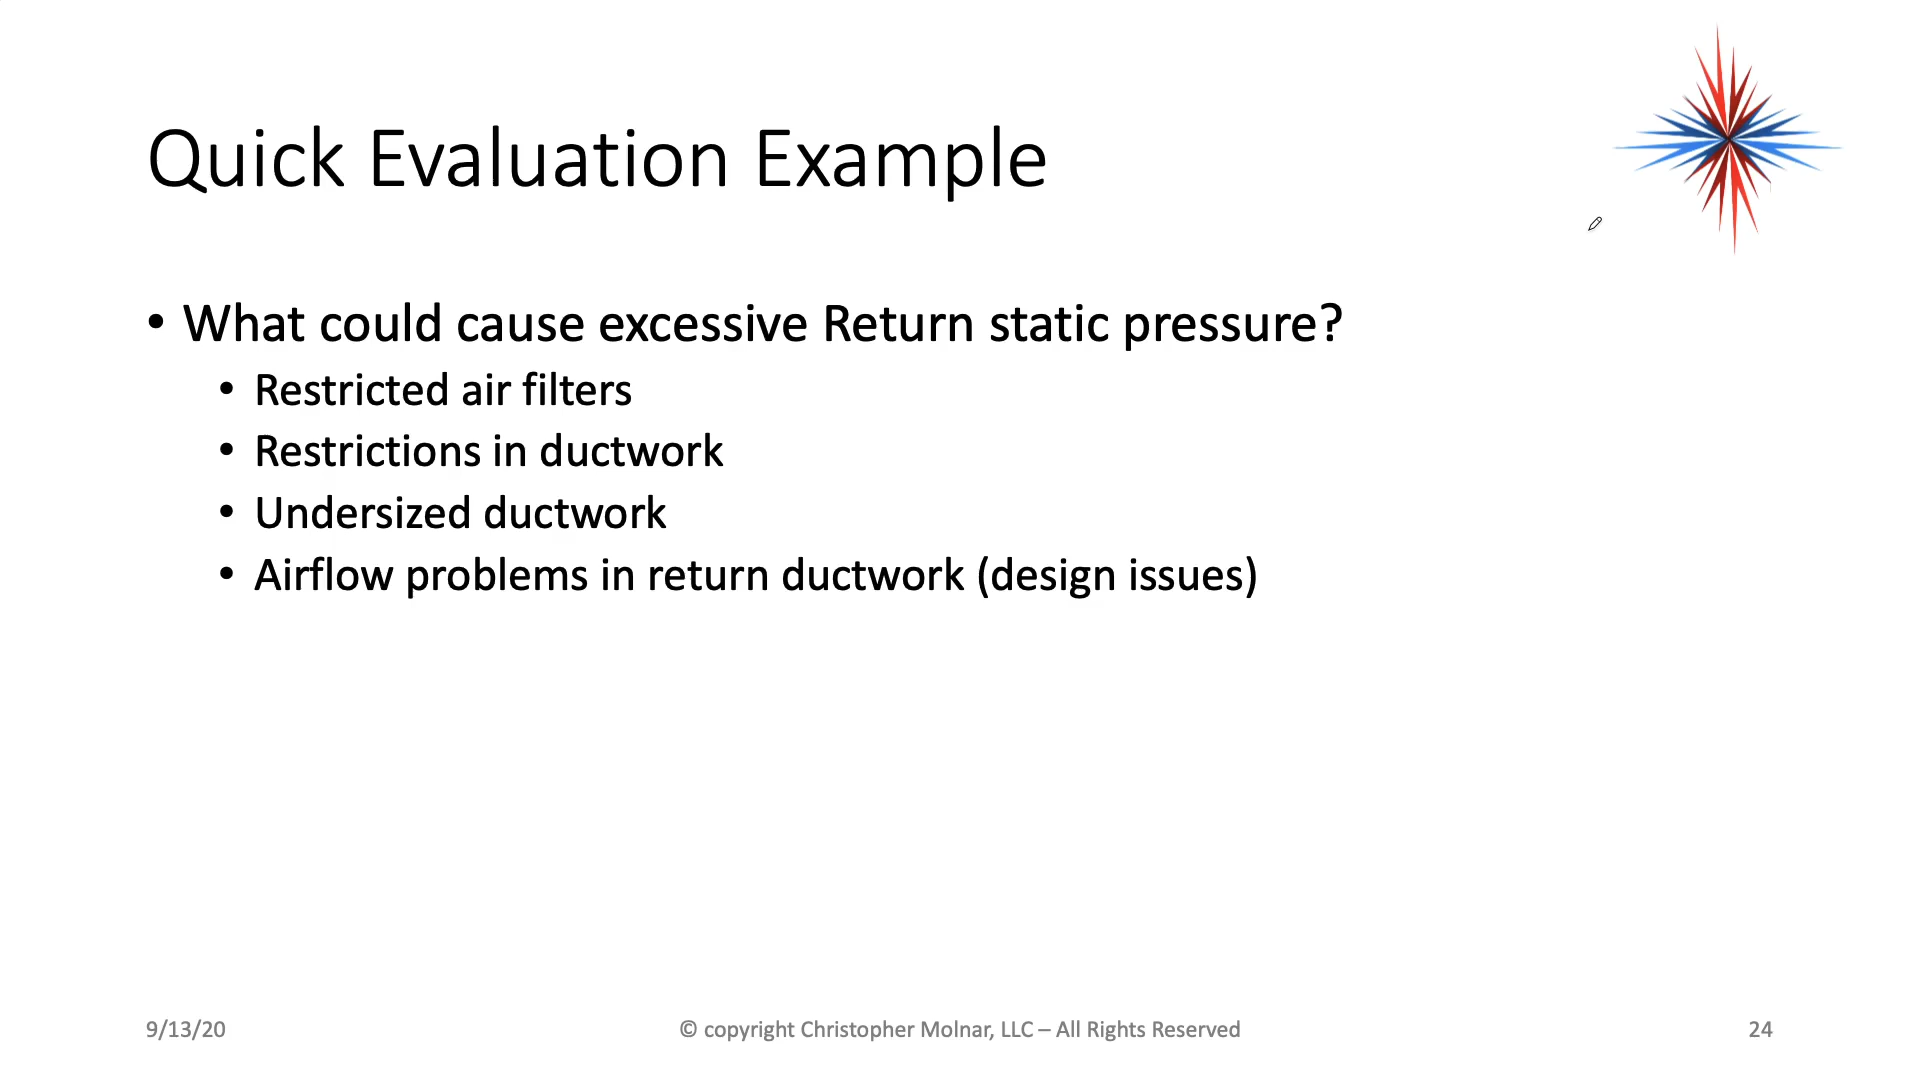 Quick Evaluation Example
• What could cause excessive Return static pressure?
• Restricted air filters
• Restrictions in ductwork
• Undersized ductwork
• Airflow problems in return ductwork (design issues)
9/13/20
© copyright Christopher Molnar, LLC – All Rights Reserved
24